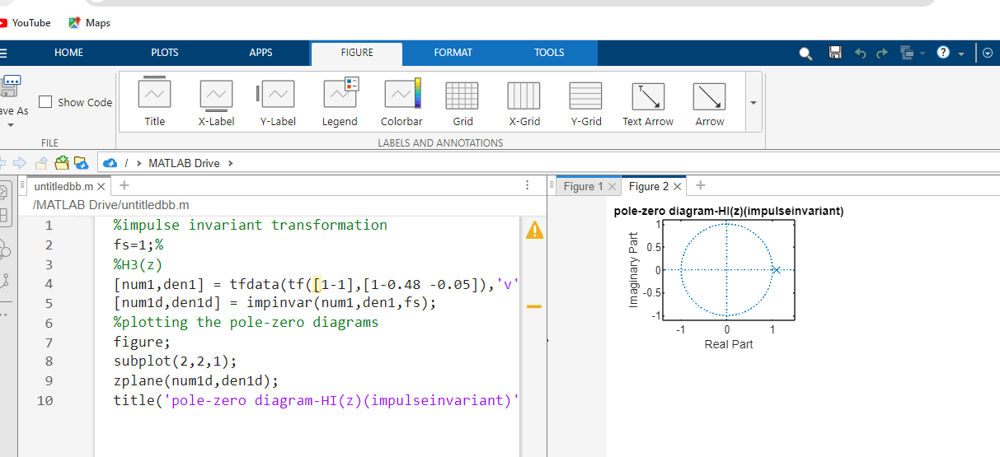 YouTube Maps
HOME PLOTS APPS FIGURE FORMAT TOOLS
ave As
Show Code
Title X-Label Y-Label Legend Colorbar Grid X-Grid Y-Grid Text Arrow Arrow
FILE LABELS AND ANNOTATIONS
/ > MATLAB Drive >
untitledbb.m × +
/MATLAB Drive/untitledbb.m
1 %impulse invariant transformation
2 fs=1;%
3 %H3(z)
4 [num1,den1] = tfdata(tf([1-1],[1-0.48 -0.05]),'v'
5 [num1d,den1d] = impinvar(num1,den1,fs);
6 %plotting the pole-zero diagrams
7 figure;
8 subplot(2,2,1);
9 zplane(num1d,den1d);
10 title('pole-zero diagram-HI(z)(impulseinvariant)'
Figure 1 × Figure 2 × +
pole-zero diagram-HI(z)(impulseinvariant)
Imaginary Part
1
0.5
0
-0.5
-1
-1 0 1
Real Part